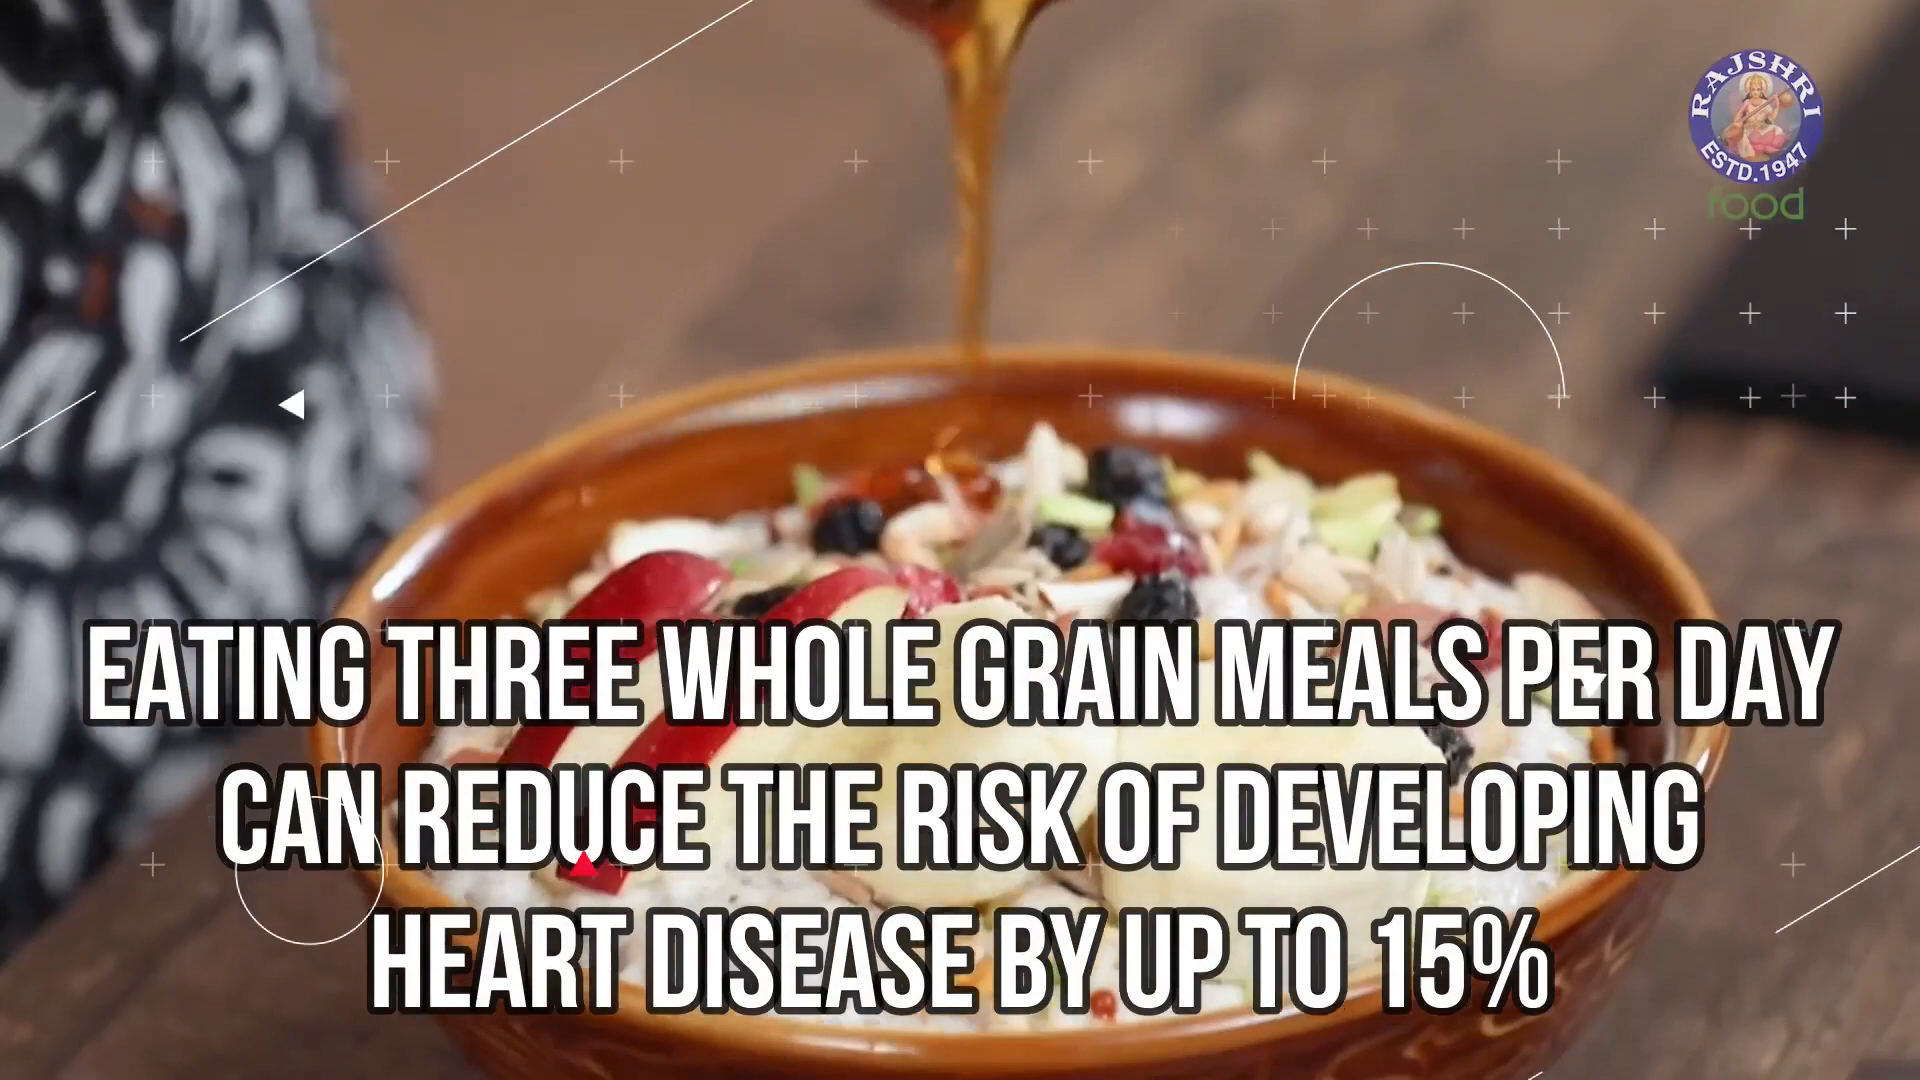 RAJSHRI
ESTD.1947
food
EATING THREE WHOLE GRAIN MEALS PER DAY
CAN REDUCE THE RISK OF DEVELOPING
HEART DISEASE BY UP TO 15%